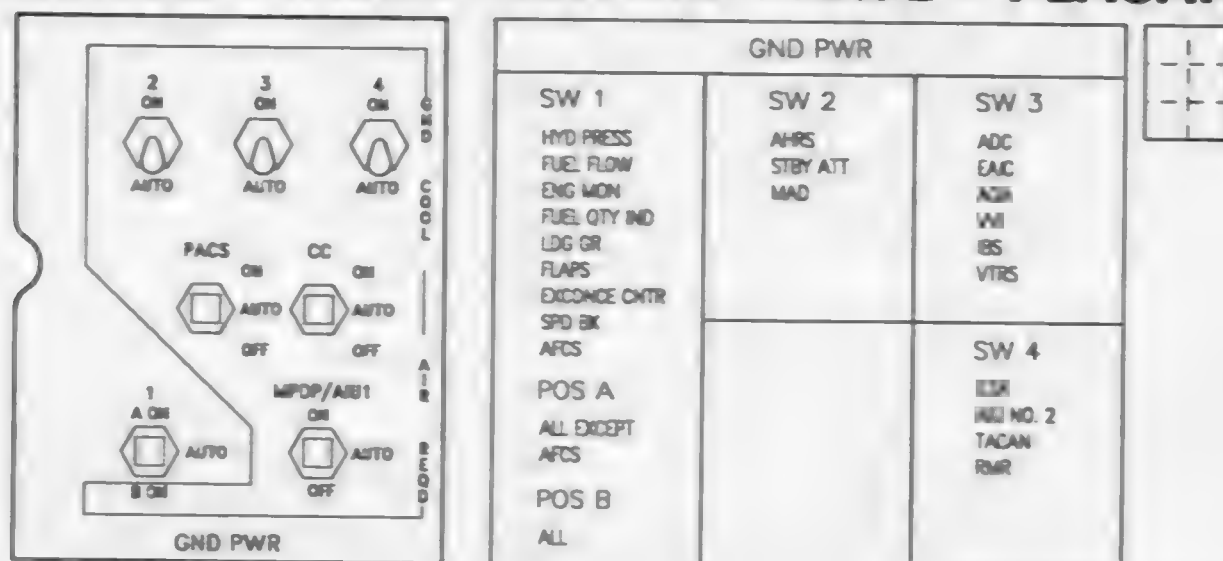 2 3 4
ON ON ON
AUTO AUTO AUTO
GND COOL AIR REQD
PACS CC
ON ON
AUTO AUTO
OFF OFF
1 MPDP/AIU1
A ON ON
AUTO AUTO
B ON OFF
GND PWR
GND PWR
SW 1
HYD PRESS
FUEL FLOW
ENG MON
FUEL QTY IND
LDG GR
FLAPS
CNTR
SPD BK
AFCS
POS A
ALL EXCEPT
AFCS
POS B
ALL
SW 2
AHRS
STBY ATT
MAD
SW 3
ADC
EAIC
VVI
IBS
VTRS
SW 4
NO. 2
TACAN
RMR